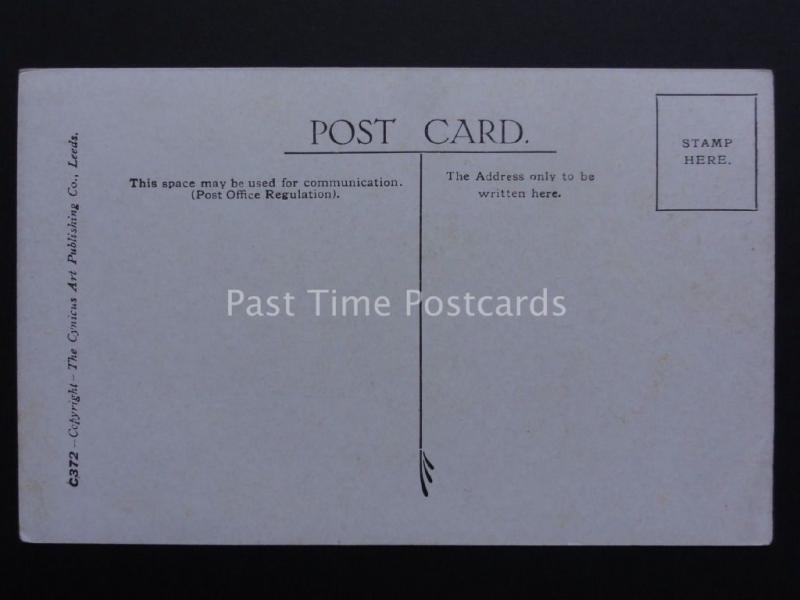 POST CARD.
STAMP
HERE.
This space may be used for communication.
(Post Office Regulation).
The Address only to be
written here.
C372 – Copyright – The Cynicus Art Publishing Co., Leeds.
Past Time Postcards